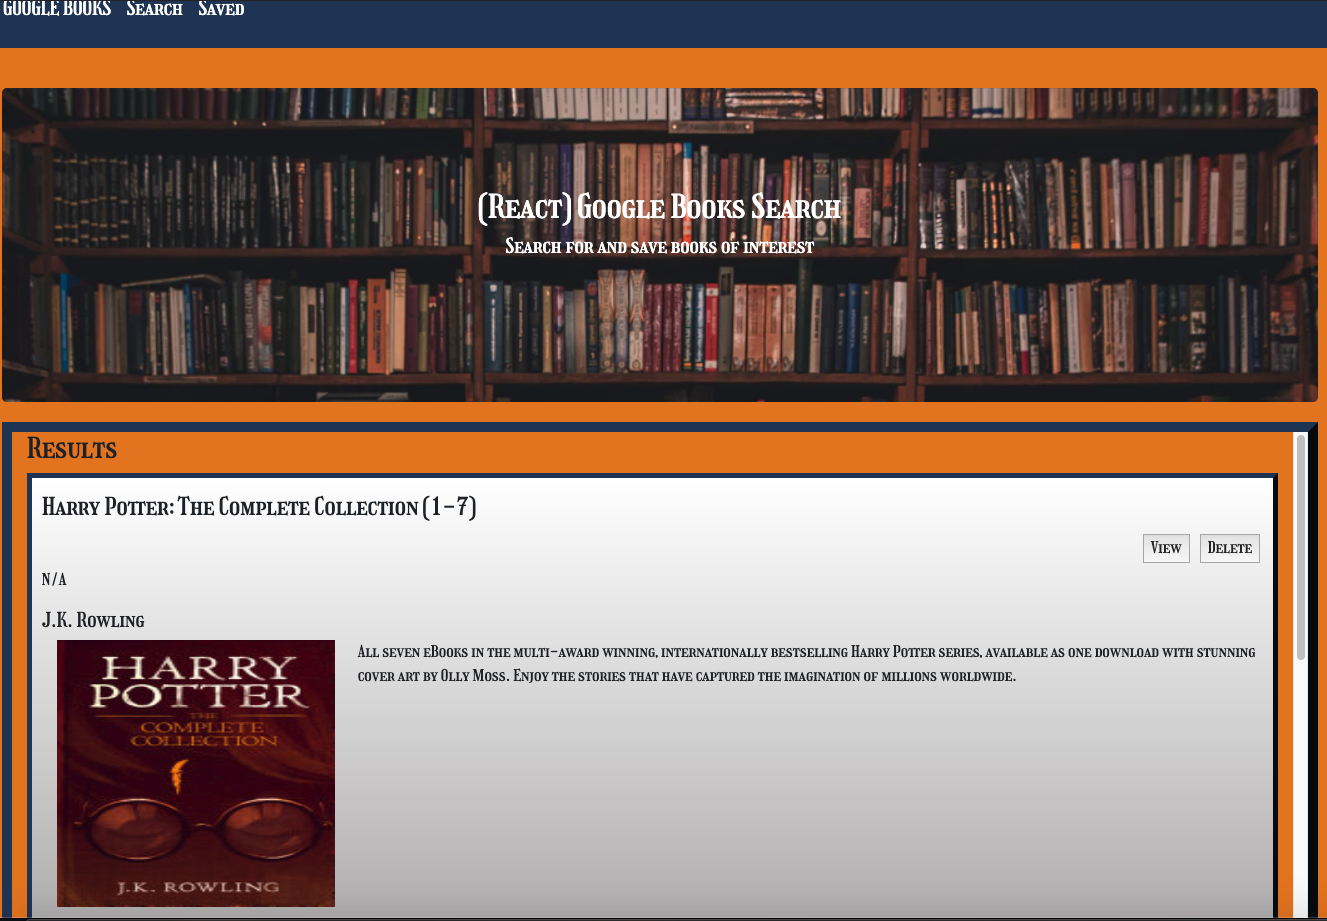 GOOGLE BOOKS Search Saved
(React) Google Books Search
Search for and save books of interest
Results
Harry Potter: The Complete Collection (1-7)
View Delete
N/A
J.K. Rowling
HARRY
POTTER
THE
COMPLETE
COLLECTION
J.K. ROWLING
All seven eBooks in the multi-award winning, internationally bestselling Harry Potter series, available as one download with stunning
cover art by Olly Moss. Enjoy the stories that have captured the imagination of millions worldwide.